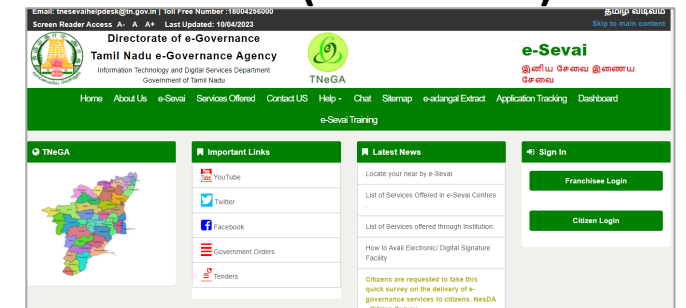 Email: tnesevaihelpdesk@tn.gov.in | Toll Free Number :18004256000
தமிழ் வடிவம்
Screen Reader Access A- A A+ Last Updated: 10/04/2023
Skip to main content
Directorate of e-Governance
Tamil Nadu e-Governance Agency
Information Technology and Digital Services Department
Government of Tamil Nadu
TNeGA
e-Sevai
இனிய சேவை இணைய
சேவை
Home About Us e-Sevai Services Offered Contact US Help - Chat Sitemap e-adangal Extract Application Tracking Dashboard
e-Sevai Training
TNeGA
Important Links
YouTube
Twitter
Facebook
Government Orders
Tenders
Latest News
Locate your near by e-Sevai.
List of Services Offered in e-Sevai Centres
.
List of Services offered through Institution.
How to Avail Electronic/ Digital Signature
Facility
Citizens are requested to take this
quick survey on the delivery of e-
governance services to citizens. NesDA
Sign In
Franchisee Login
Citizen Login